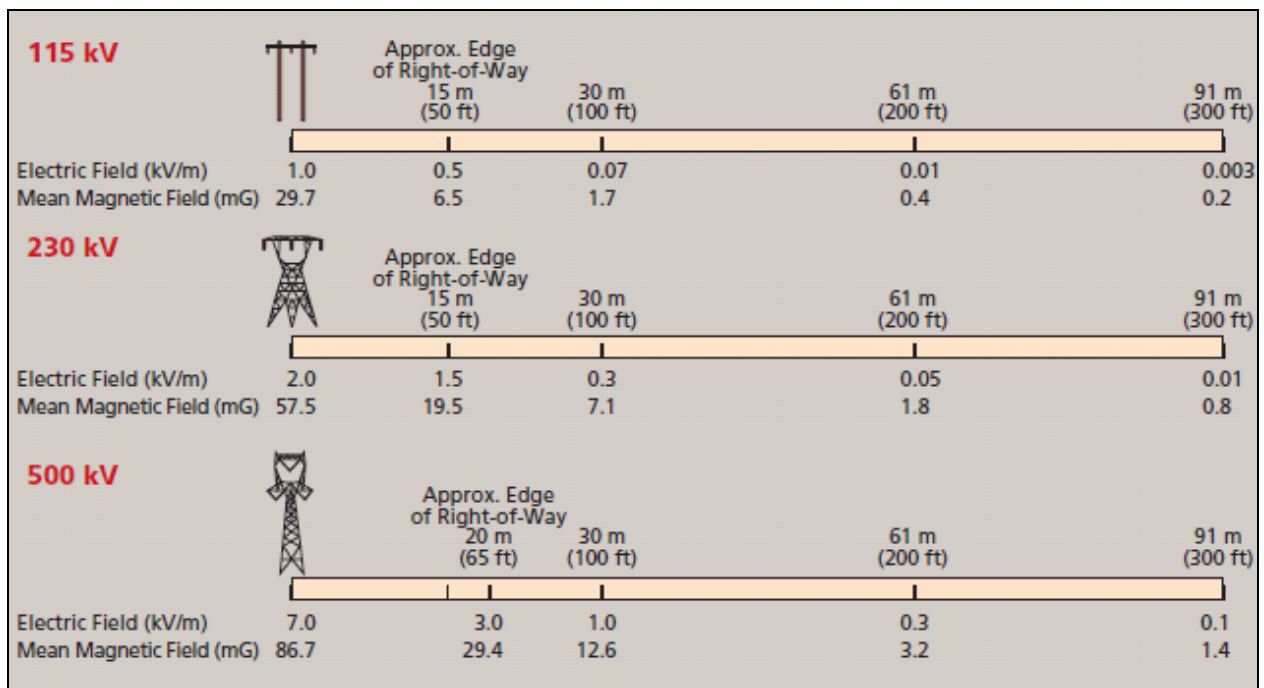 115 kV
Approx. Edge
of Right-of-Way
15 m 30 m 61 m 91 m
(50 ft) (100 ft) (200 ft) (300 ft)
Electric Field (kV/m) 1.0 0.5 0.07 0.01 0.003
Mean Magnetic Field (mG) 29.7 6.5 1.7 0.4 0.2
230 kV
Approx. Edge
of Right-of-Way
15 m 30 m 61 m 91 m
(50 ft) (100 ft) (200 ft) (300 ft)
Electric Field (kV/m) 2.0 1.5 0.3 0.05 0.01
Mean Magnetic Field (mG) 57.5 19.5 7.1 1.8 0.8
500 kV
Approx. Edge
of Right-of-Way
20 m 30 m 61 m 91 m
(65 ft) (100 ft) (200 ft) (300 ft)
Electric Field (kV/m) 7.0 3.0 1.0 0.3 0.1
Mean Magnetic Field (mG) 86.7 29.4 12.6 3.2 1.4